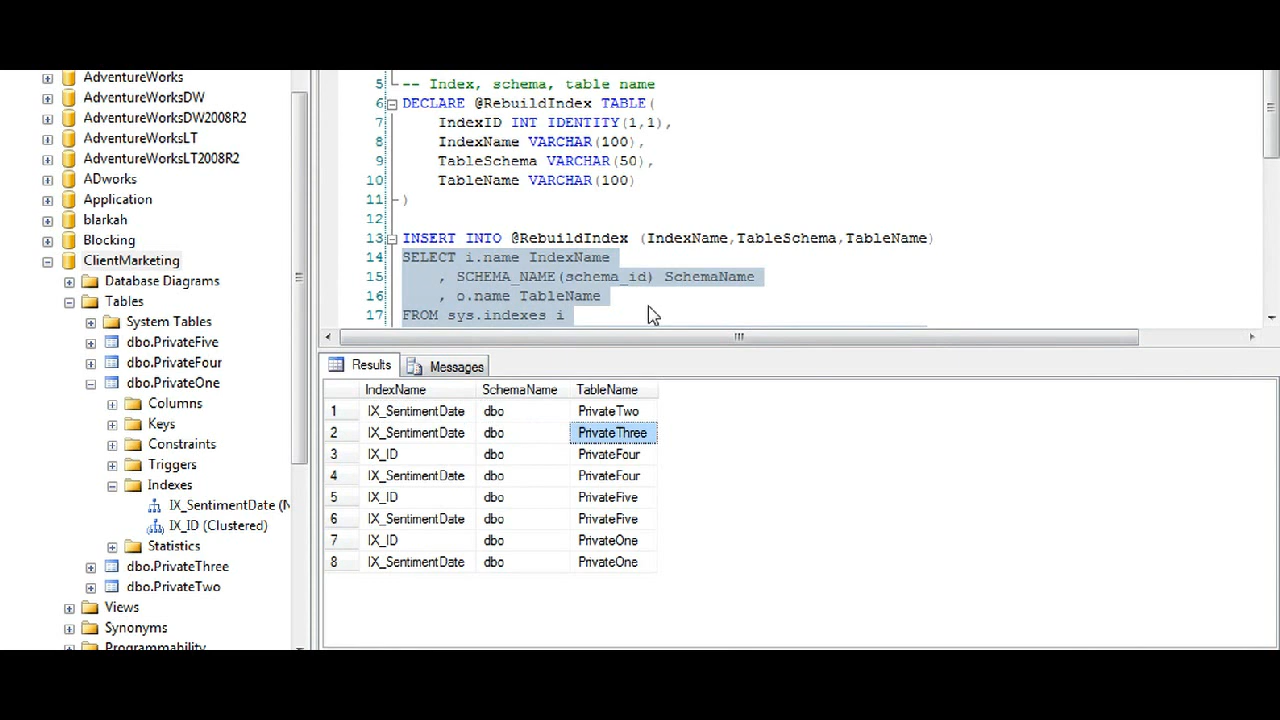 AdventureWorks
AdventureWorksDW
AdventureWorksDW2008R2
AdventureWorksLT
AdventureWorksLT2008R2
ADworks
Application
blarkah
Blocking
ClientMarketing
Database Diagrams
Tables
System Tables
dbo.PrivateFive
dbo.PrivateFour
dbo.PrivateOne
Columns
Keys
Constraints
Triggers
Indexes
IX_SentimentDate (N
IX_ID (Clustered)
Statistics
dbo.PrivateThree
dbo.PrivateTwo
Views
Synonyms
Programmability
5 -- Index, schema, table name
6 DECLARE @RebuildIndex TABLE(
7 IndexID INT IDENTITY(1,1),
8 IndexName VARCHAR(100),
9 TableSchema VARCHAR(50),
10 TableName VARCHAR(100)
11 )
12
13 INSERT INTO @RebuildIndex (IndexName,TableSchema,TableName)
14 SELECT i.name IndexName
15 , SCHEMA_NAME(schema_id) SchemaName
16 , o.name TableName
17 FROM sys.indexes i
Results Messages
IndexName SchemaName TableName
1 IX_SentimentDate dbo PrivateTwo
2 IX_SentimentDate dbo PrivateThree
3 IX_ID dbo PrivateFour
4 IX_SentimentDate dbo PrivateFour
5 IX_ID dbo PrivateFive
6 IX_SentimentDate dbo PrivateFive
7 IX_ID dbo PrivateOne
8 IX_SentimentDate dbo PrivateOne